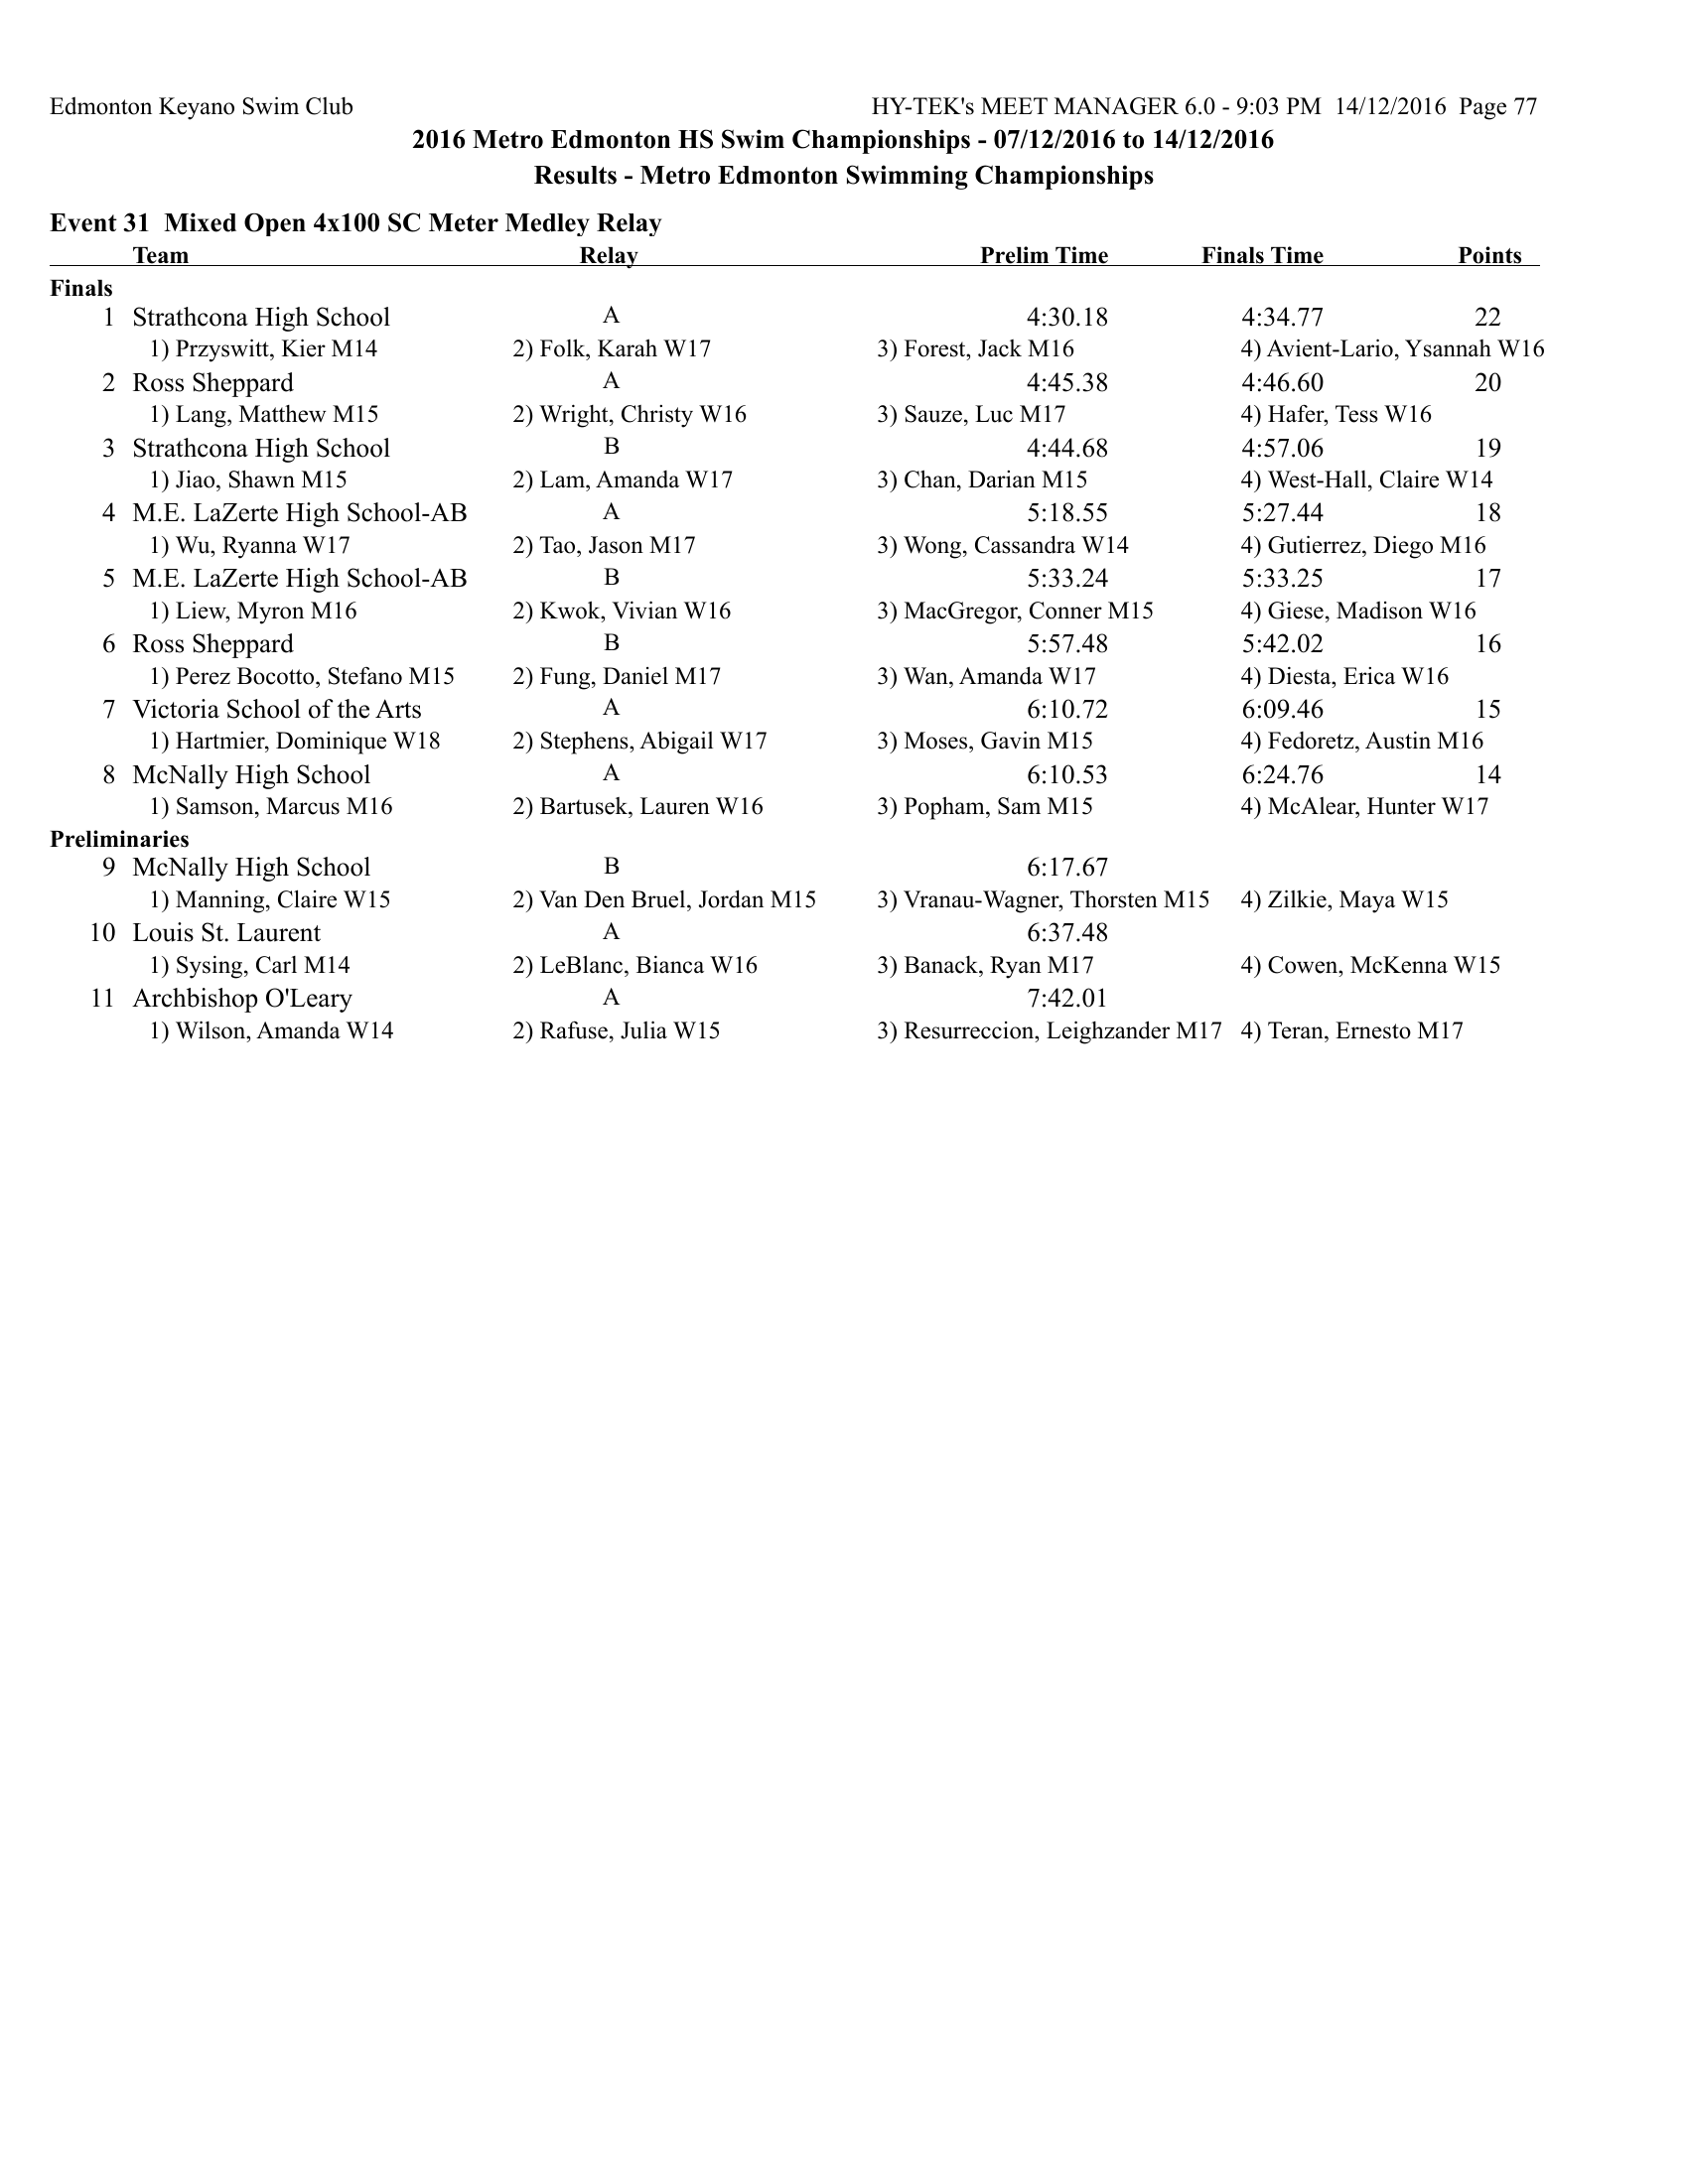 Edmonton Keyano Swim Club HY-TEK's MEET MANAGER 6.0 - 9:03 PM 14/12/2016 Page 77
2016 Metro Edmonton HS Swim Championships - 07/12/2016 to 14/12/2016
Results - Metro Edmonton Swimming Championships
Event 31 Mixed Open 4x100 SC Meter Medley Relay
Team Relay Prelim Time Finals Time Points
Finals
1 Strathcona High School A 4:30.18 4:34.77 22
1) Przyswitt, Kier M14 2) Folk, Karah W17 3) Forest, Jack M16 4) Avient-Lario, Ysannah W16
2 Ross Sheppard A 4:45.38 4:46.60 20
1) Lang, Matthew M15 2) Wright, Christy W16 3) Sauze, Luc M17 4) Hafer, Tess W16
3 Strathcona High School B 4:44.68 4:57.06 19
1) Jiao, Shawn M15 2) Lam, Amanda W17 3) Chan, Darian M15 4) West-Hall, Claire W14
4 M.E. LaZerte High School-AB A 5:18.55 5:27.44 18
1) Wu, Ryanna W17 2) Tao, Jason M17 3) Wong, Cassandra W14 4) Gutierrez, Diego M16
5 M.E. LaZerte High School-AB B 5:33.24 5:33.25 17
1) Liew, Myron M16 2) Kwok, Vivian W16 3) MacGregor, Conner M15 4) Giese, Madison W16
6 Ross Sheppard B 5:57.48 5:42.02 16
1) Perez Bocotto, Stefano M15 2) Fung, Daniel M17 3) Wan, Amanda W17 4) Diesta, Erica W16
7 Victoria School of the Arts A 6:10.72 6:09.46 15
1) Hartmier, Dominique W18 2) Stephens, Abigail W17 3) Moses, Gavin M15 4) Fedoretz, Austin M16
8 McNally High School A 6:10.53 6:24.76 14
1) Samson, Marcus M16 2) Bartusek, Lauren W16 3) Popham, Sam M15 4) McAlear, Hunter W17
Preliminaries
9 McNally High School B 6:17.67
1) Manning, Claire W15 2) Van Den Bruel, Jordan M15 3) Vranau-Wagner, Thorsten M15 4) Zilkie, Maya W15
10 Louis St. Laurent A 6:37.48
1) Sysing, Carl M14 2) LeBlanc, Bianca W16 3) Banack, Ryan M17 4) Cowen, McKenna W15
11 Archbishop O'Leary A 7:42.01
1) Wilson, Amanda W14 2) Rafuse, Julia W15 3) Resurreccion, Leighzander M17 4) Teran, Ernesto M17